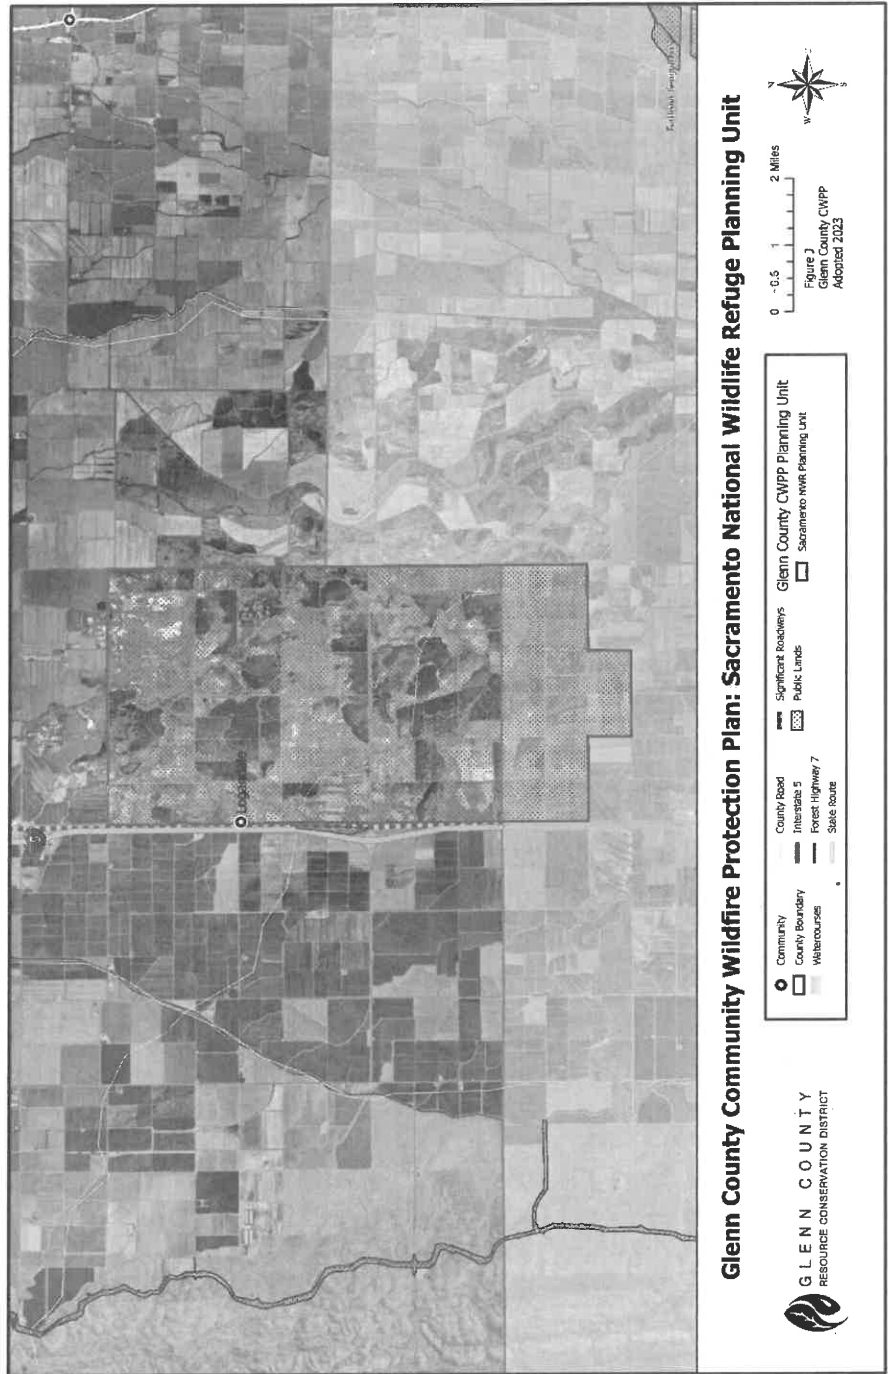 Logandale
5
Glenn County Community Wildfire Protection Plan: Sacramento National Wildlife Refuge Planning Unit
GLENN COUNTY
RESOURCE CONSERVATION DISTRICT
Community
County Boundary
Watercourses
County Road
Interstate 5
Forest Highway 7
State Route
Significant Roadways
Public Lands
Glenn County CWPP Planning Unit
Sacramento NWR Planning Unit
0 0.5 1 2 Miles
Figure J
Glenn County CWPP
Adopted 2023
N
E
S
W